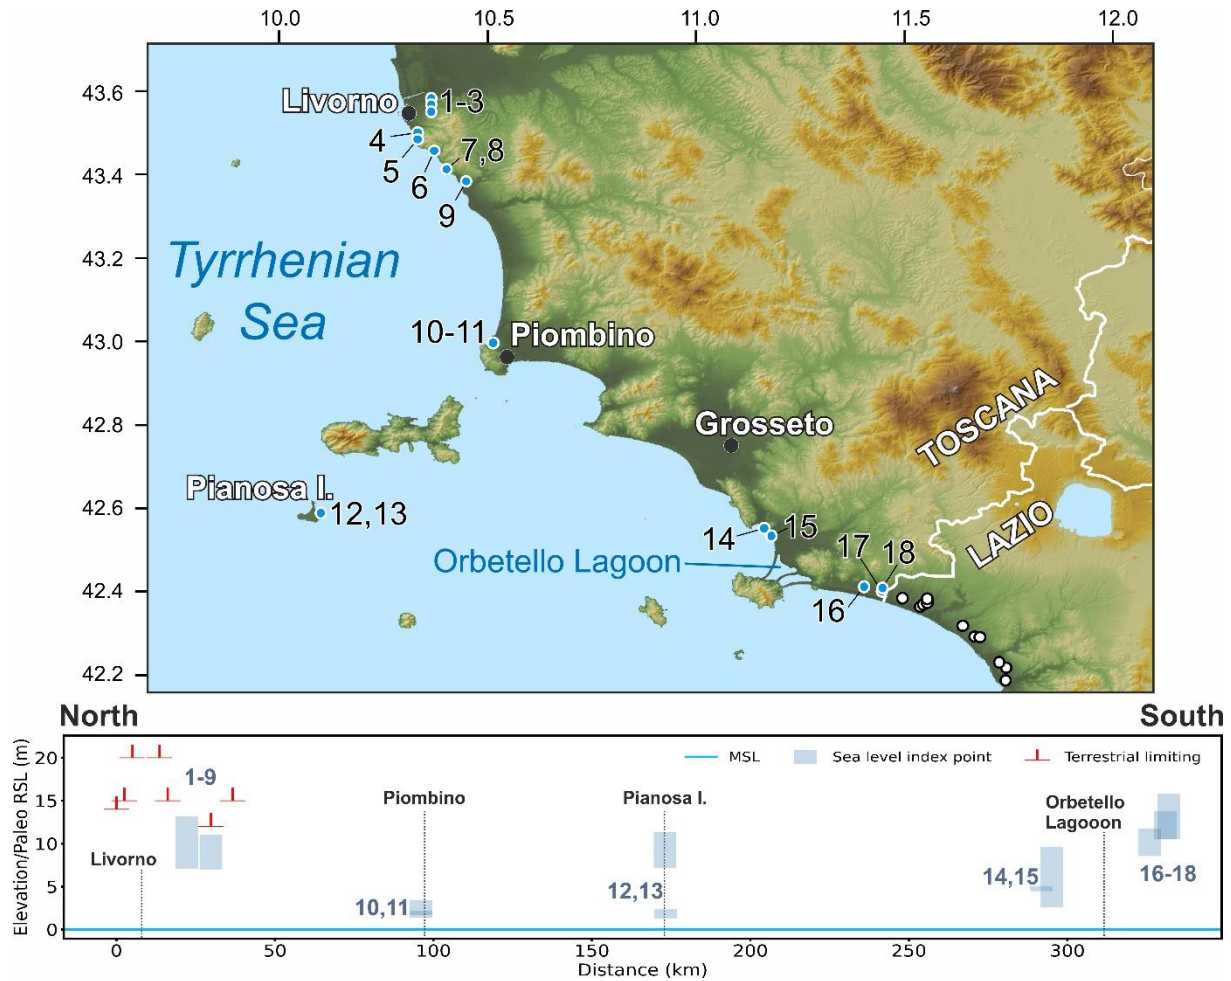 10.0 10.5 11.0 11.5 12.0
43.6
Livorno
1-3
4
5
6
7,8
43.4
9
43.2
Tyrrhenian
Sea
43.0
10-11
Piombino
42.8
Grosseto
TOSCANA
Pianosa I.
42.6
12,13
14
15
LAZIO
17
18
Orbetello Lagoon
42.4
16
42.2
North
South
Elevation/Paleo RSL (m)
20
15
10
5
0
MSL
Sea level index point
Terrestrial limiting
1-9
Livorno
Piombino
10,11
Pianosa I.
12,13
Orbetello
Lagooon
14,15
16-18
0 50 100 150 200 250 300
Distance (km)